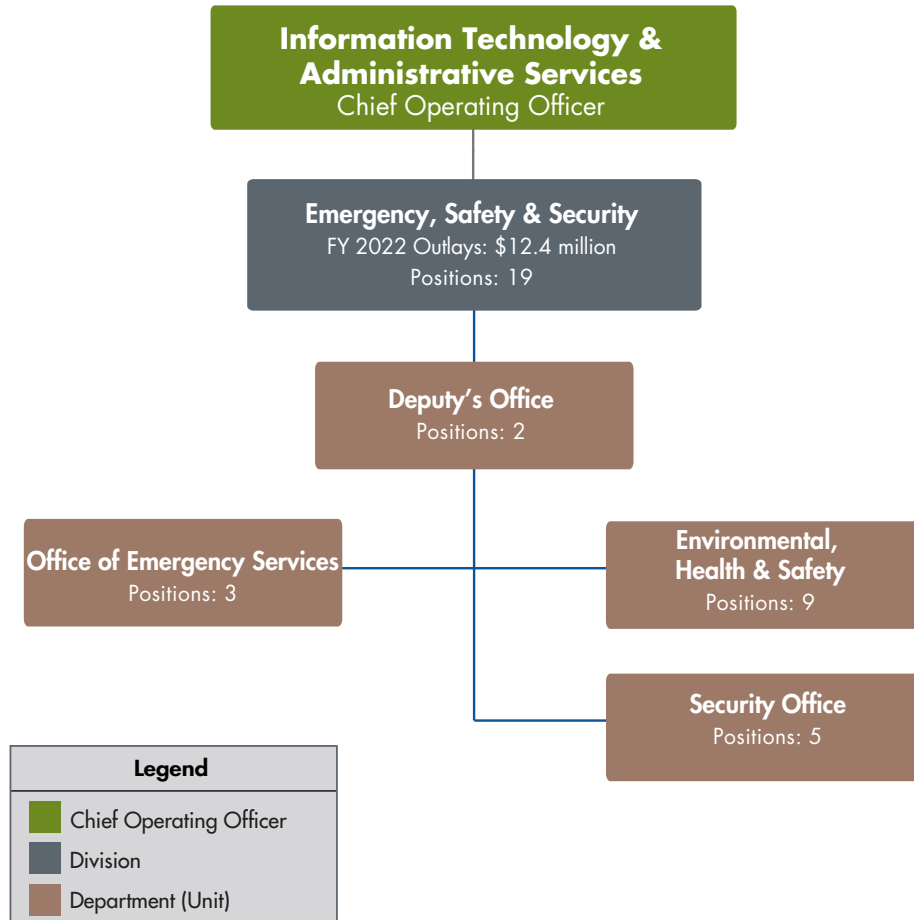 Information Technology &
Administrative Services
Chief Operating Officer
Emergency, Safety & Security
FY 2022 Outlays: $12.4 million
Positions: 19
Deputy’s Office
Positions: 2
Office of Emergency Services
Positions: 3
Environmental,
Health & Safety
Positions: 9
Security Office
Positions: 5
Legend
Chief Operating Officer
Division
Department (Unit)